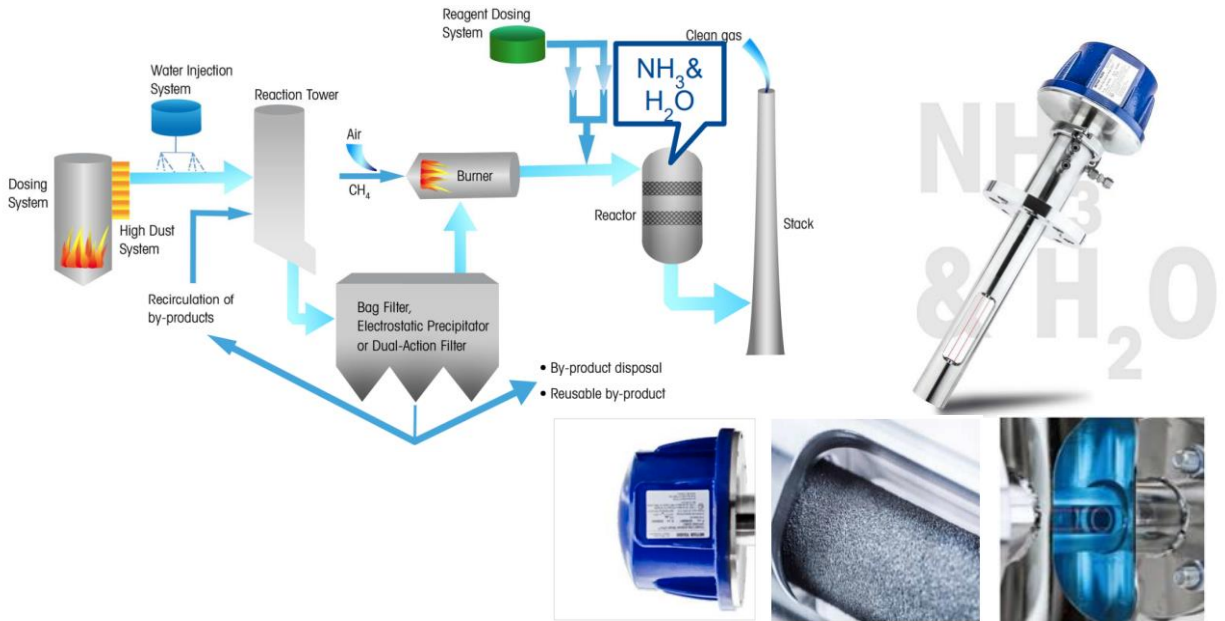 Reagent Dosing
System
Clean gas
NH3&
H2O
Water Injection
System
Reaction Tower
Air
CH4
Burner
Dosing
System
High Dust
System
Reactor
Stack
Recirculation of
by-products
Bag Filter,
Electrostatic Precipitator
or Dual-Action Filter
• By-product disposal
• Reusable by-product
NH3
& H2O